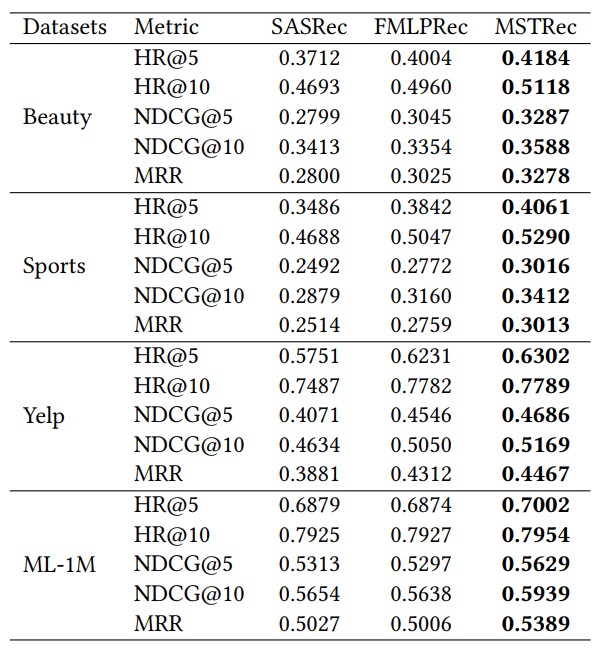 Datasets Metric SASRec FMLPRec MSTRec
Beauty HR@5 0.3712 0.4004 0.4184
HR@10 0.4693 0.4960 0.5118
NDCG@5 0.2799 0.3045 0.3287
NDCG@10 0.3413 0.3354 0.3588
MRR 0.2800 0.3025 0.3278
Sports HR@5 0.3486 0.3842 0.4061
HR@10 0.4688 0.5047 0.5290
NDCG@5 0.2492 0.2772 0.3016
NDCG@10 0.2879 0.3160 0.3412
MRR 0.2514 0.2759 0.3013
Yelp HR@5 0.5751 0.6231 0.6302
HR@10 0.7487 0.7782 0.7789
NDCG@5 0.4071 0.4546 0.4686
NDCG@10 0.4634 0.5050 0.5169
MRR 0.3881 0.4312 0.4467
ML-1M HR@5 0.6879 0.6874 0.7002
HR@10 0.7925 0.7927 0.7954
NDCG@5 0.5313 0.5297 0.5629
NDCG@10 0.5654 0.5638 0.5939
MRR 0.5027 0.5006 0.5389